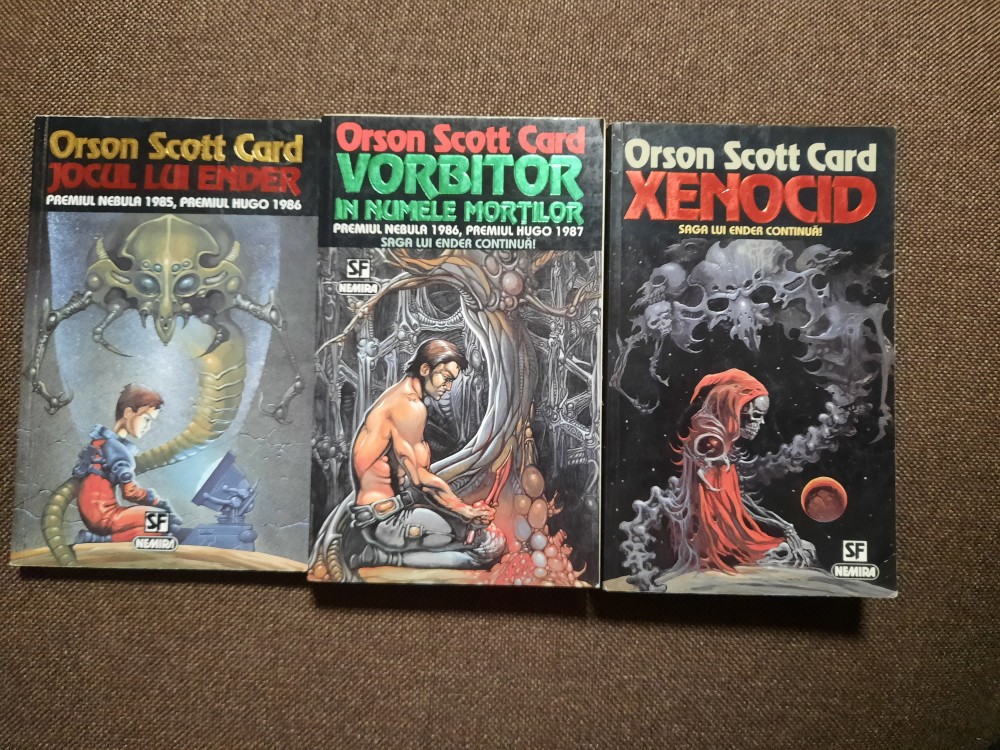 Orson Scott Card
JOCUL LUI ENDER
PREMIUL NEBULA 1985, PREMIUL HUGO 1986
SF
NEMIRA
Orson Scott Card
VORBITOR
IN NUMELE MORȚILOR
PREMIUL NEBULA 1986, PREMIUL HUGO 1987
SAGA LUI ENDER CONTINUĂ!
SF
NEMIRA
Orson Scott Card
XENOCID
SAGA LUI ENDER CONTINUĂ!
SF
NEMIRA